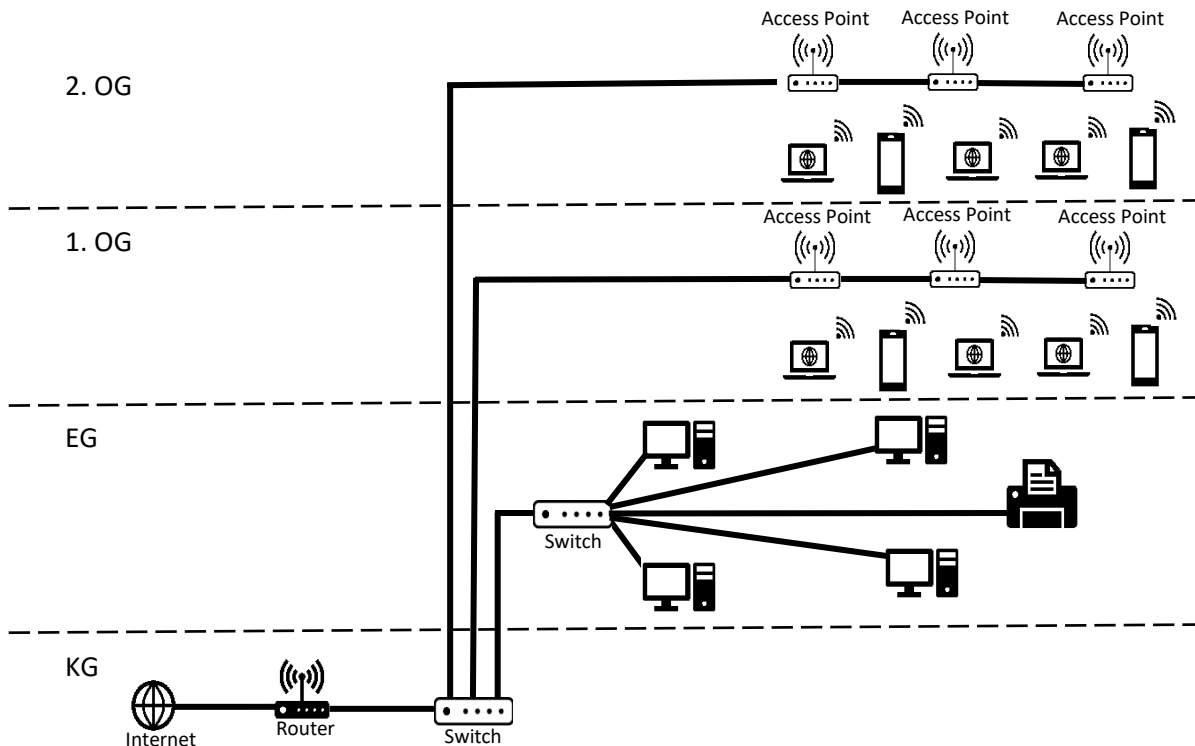 Access Point
Access Point
Access Point
2. OG
Access Point
Access Point
Access Point
1. OG
EG
Switch
KG
Internet
Router
Switch